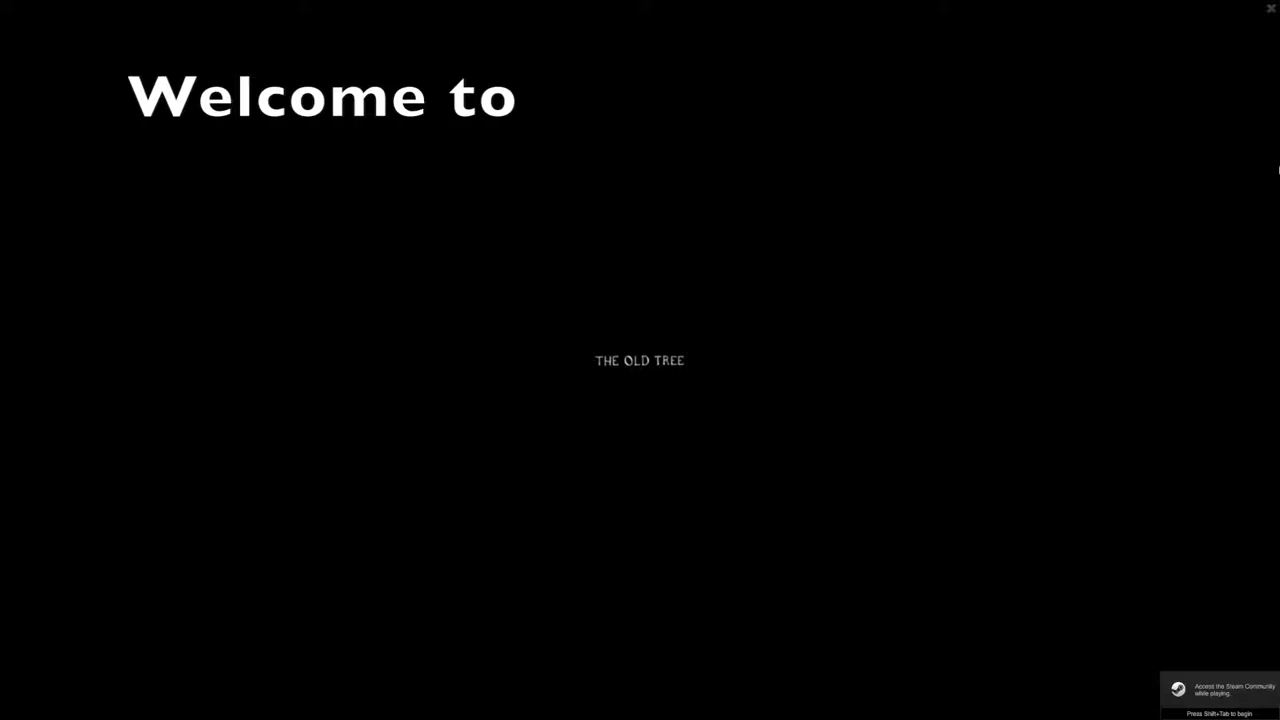 Welcome to
THE OLD TREE
Access the Steam Community
while playing.
Press Shift+Tab to begin